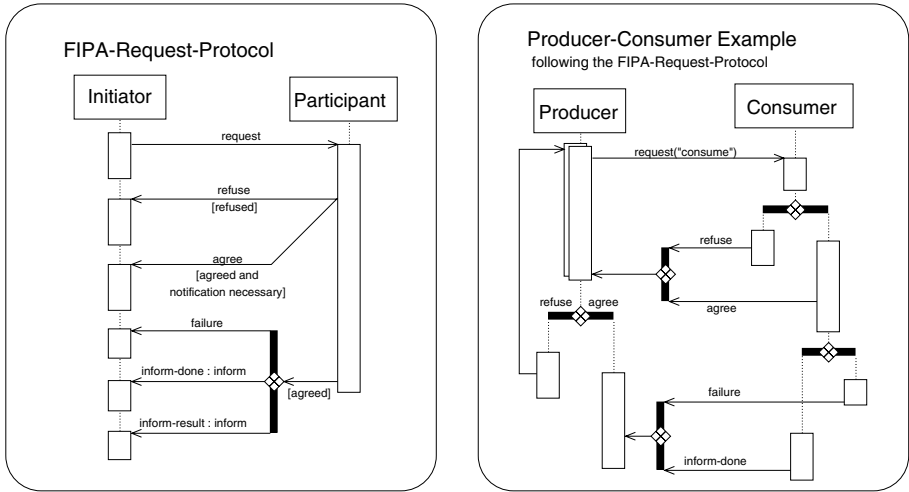 FIPA-Request-Protocol
Initiator
Participant
request
refuse
[refused]
agree
[agreed and
notification necessary]
failure
inform-done : inform
[agreed]
inform-result : inform
Producer-Consumer Example
following the FIPA-Request-Protocol
Producer
Consumer
request("consume")
refuse
agree
refuse agree
failure
inform-done